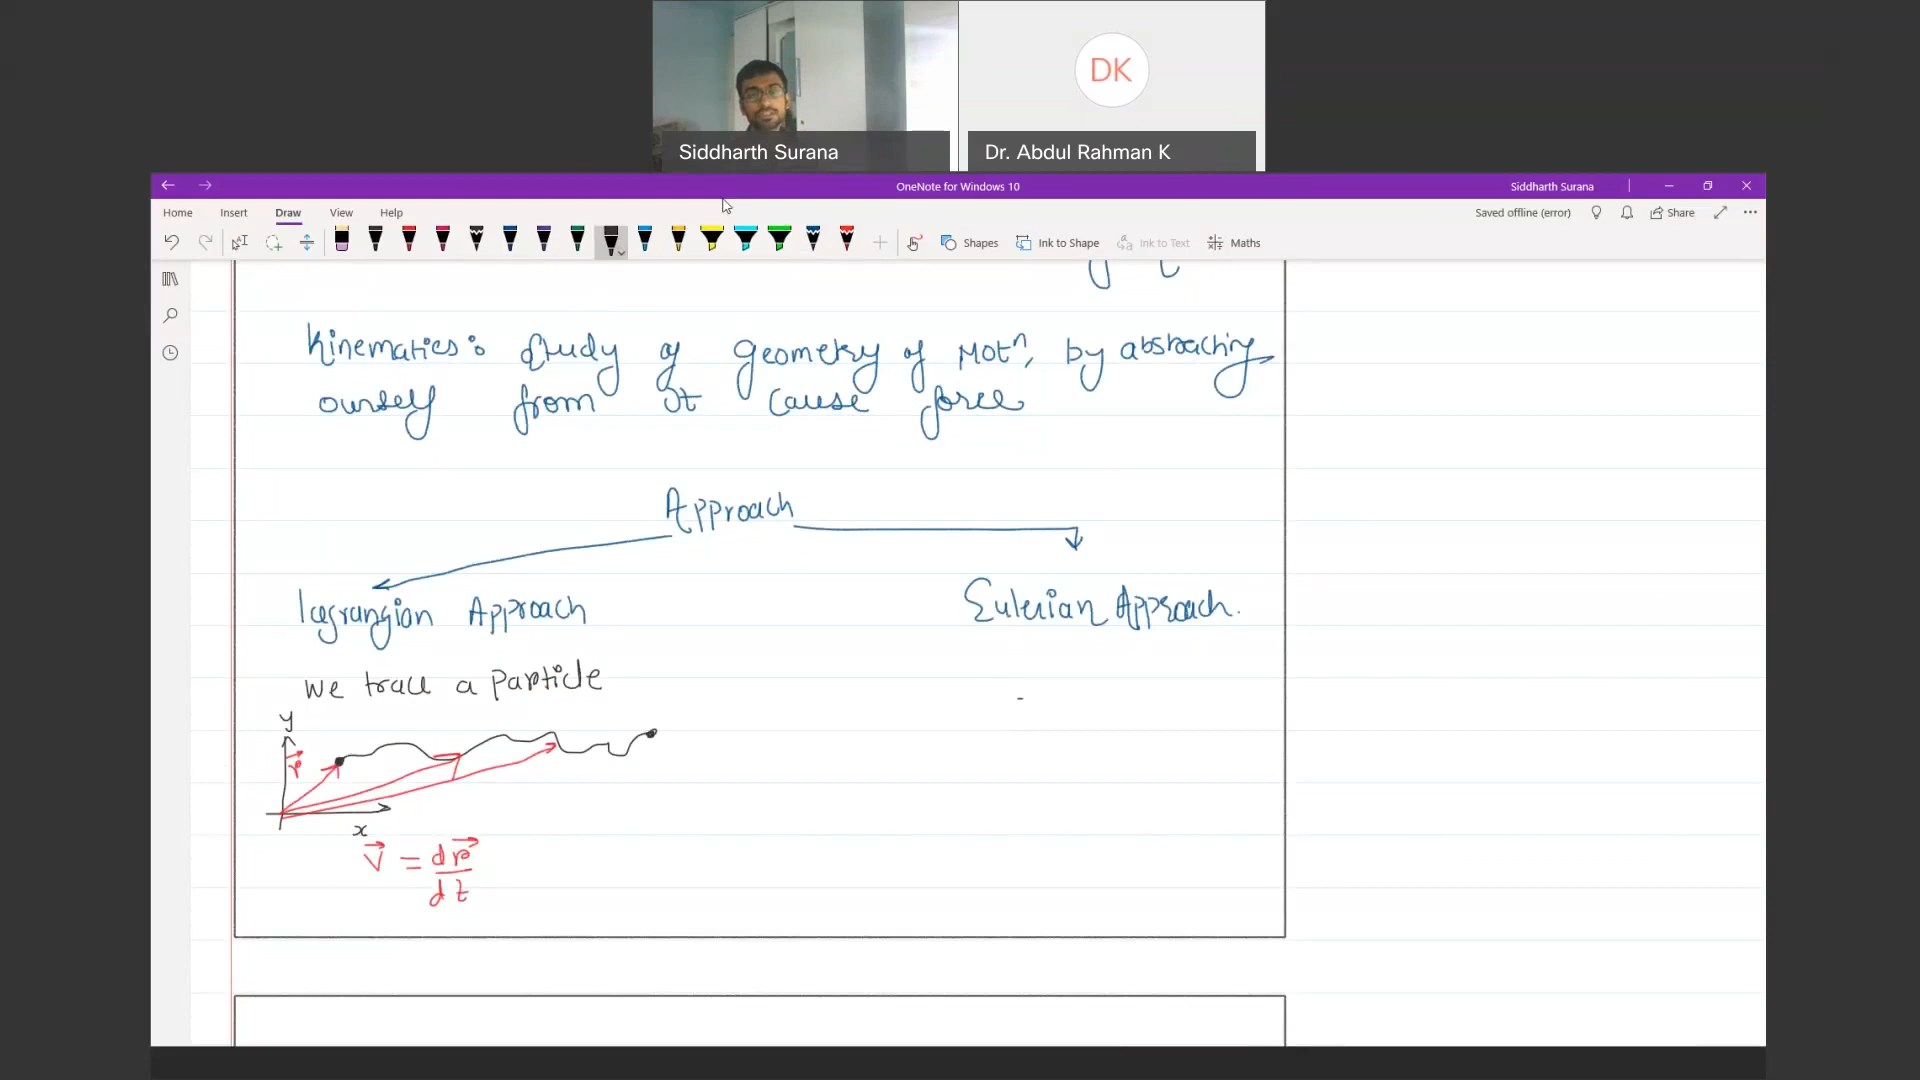 DK
Siddharth Surana
Dr. Abdul Rahman K
OneNote for Windows 10
Siddharth Surana
Home Insert Draw View Help
Saved offline (error)
Share
Shapes
Ink to Shape
Ink to Text
Maths
Kinematics: study of geometry of Motⁿ, by abstracting
ourself from it cause force
Approach
Lagrangian Approach
Eulerian Approach.
we trace a particle
y
r⃗
x
V⃗ = dr⃗/dt